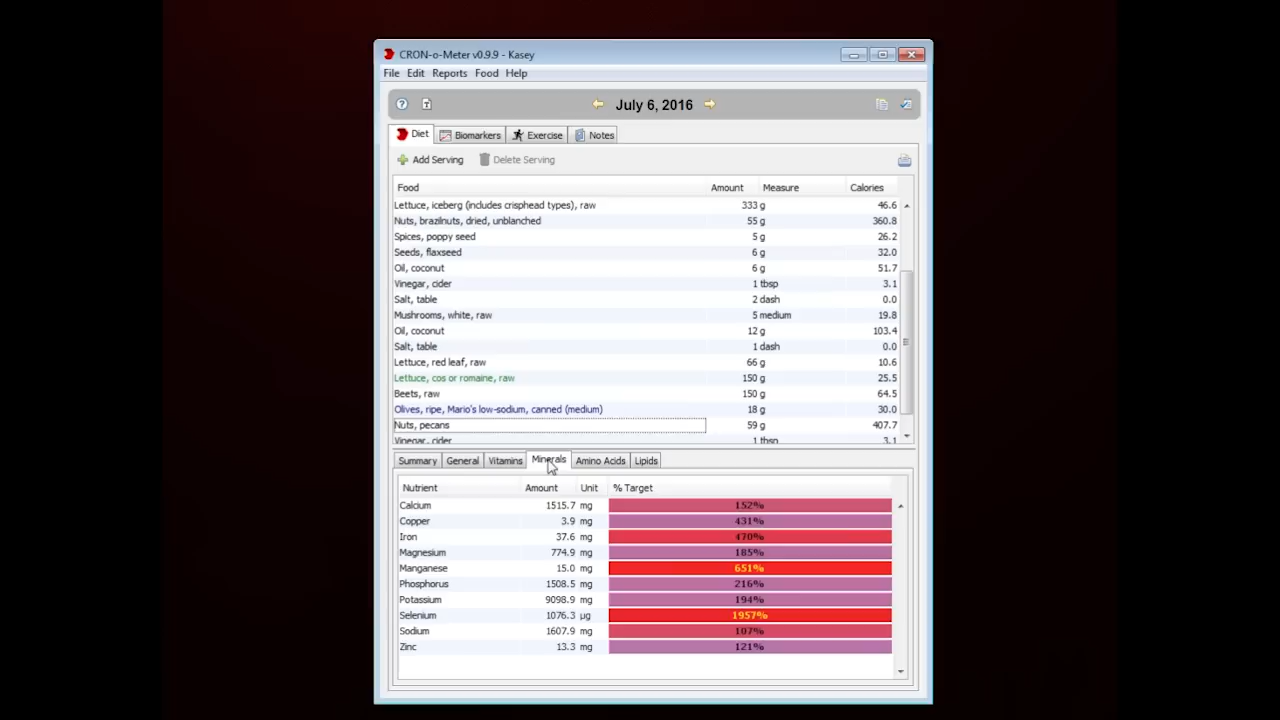 CRON-o-Meter v0.9.9 - Kasey
File Edit Reports Food Help
July 6, 2016
Diet Biomarkers Exercise Notes
Add Serving Delete Serving
Food Amount Measure Calories
Lettuce, iceberg (includes crisphead types), raw 333 g 46.6
Nuts, brazilnuts, dried, unblanched 55 g 360.8
Spices, poppy seed 5 g 26.2
Seeds, flaxseed 6 g 32.0
Oil, coconut 6 g 51.7
Vinegar, cider 1 tbsp 3.1
Salt, table 2 dash 0.0
Mushrooms, white, raw 5 medium 19.8
Oil, coconut 12 g 103.4
Salt, table 1 dash 0.0
Lettuce, red leaf, raw 66 g 10.6
Lettuce, cos or romaine, raw 150 g 25.5
Beets, raw 150 g 64.5
Olives, ripe, Mario's low-sodium, canned (medium) 18 g 30.0
Nuts, pecans 59 g 407.7
Vinegar, cider 1 tbsp 3.1
Summary General Vitamins Minerals Amino Acids Lipids
Nutrient Amount Unit % Target
Calcium 1515.7 mg 152%
Copper 3.9 mg 431%
Iron 37.6 mg 470%
Magnesium 774.9 mg 185%
Manganese 15.0 mg 651%
Phosphorus 1508.5 mg 216%
Potassium 9098.9 mg 194%
Selenium 1076.3 µg 1957%
Sodium 1607.9 mg 107%
Zinc 13.3 mg 121%